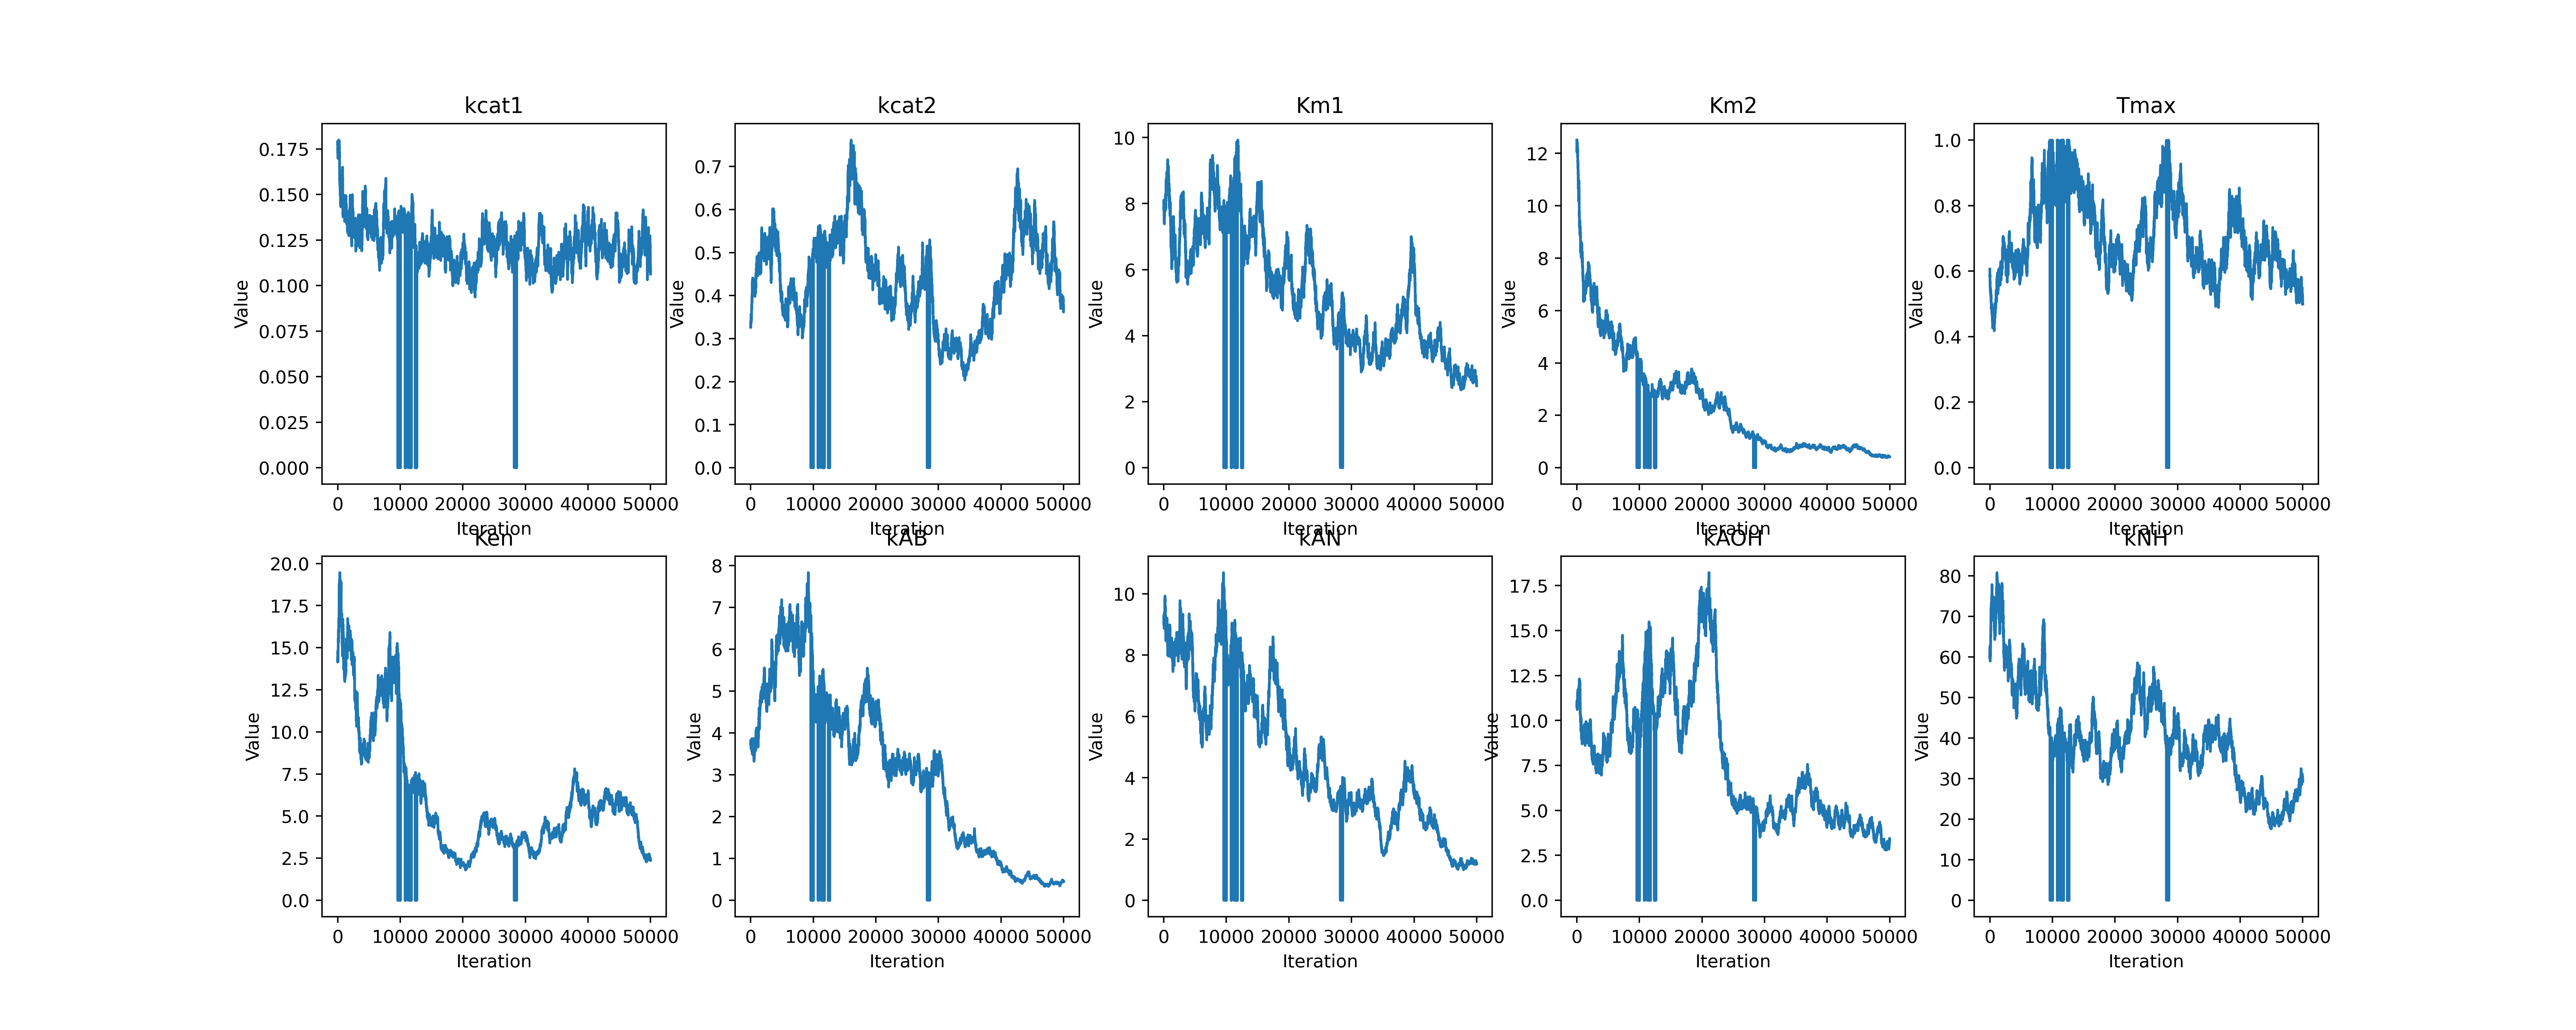 kcat1 kcat2 Km1 Km2 Tmax
Value Value Value Value Value
0.175 0.150 0.125 0.100 0.075 0.050 0.025 0.000
0.7 0.6 0.5 0.4 0.3 0.2 0.1 0.0
10 8 6 4 2 0
12 10 8 6 4 2 0
1.0 0.8 0.6 0.4 0.2 0.0
0 10000 20000 30000 40000 50000 0 10000 20000 30000 40000 50000 0 10000 20000 30000 40000 50000 0 10000 20000 30000 40000 50000 0 10000 20000 30000 40000 50000
Iteration Iteration Iteration Iteration Iteration
Ken kAB kAN kAOH kNH
Value Value Value Value Value
20.0 17.5 15.0 12.5 10.0 7.5 5.0 2.5 0.0
8 7 6 5 4 3 2 1 0
10 8 6 4 2 0
17.5 15.0 12.5 10.0 7.5 5.0 2.5 0.0
80 70 60 50 40 30 20 10 0
0 10000 20000 30000 40000 50000 0 10000 20000 30000 40000 50000 0 10000 20000 30000 40000 50000 0 10000 20000 30000 40000 50000 0 10000 20000 30000 40000 50000
Iteration Iteration Iteration Iteration Iteration